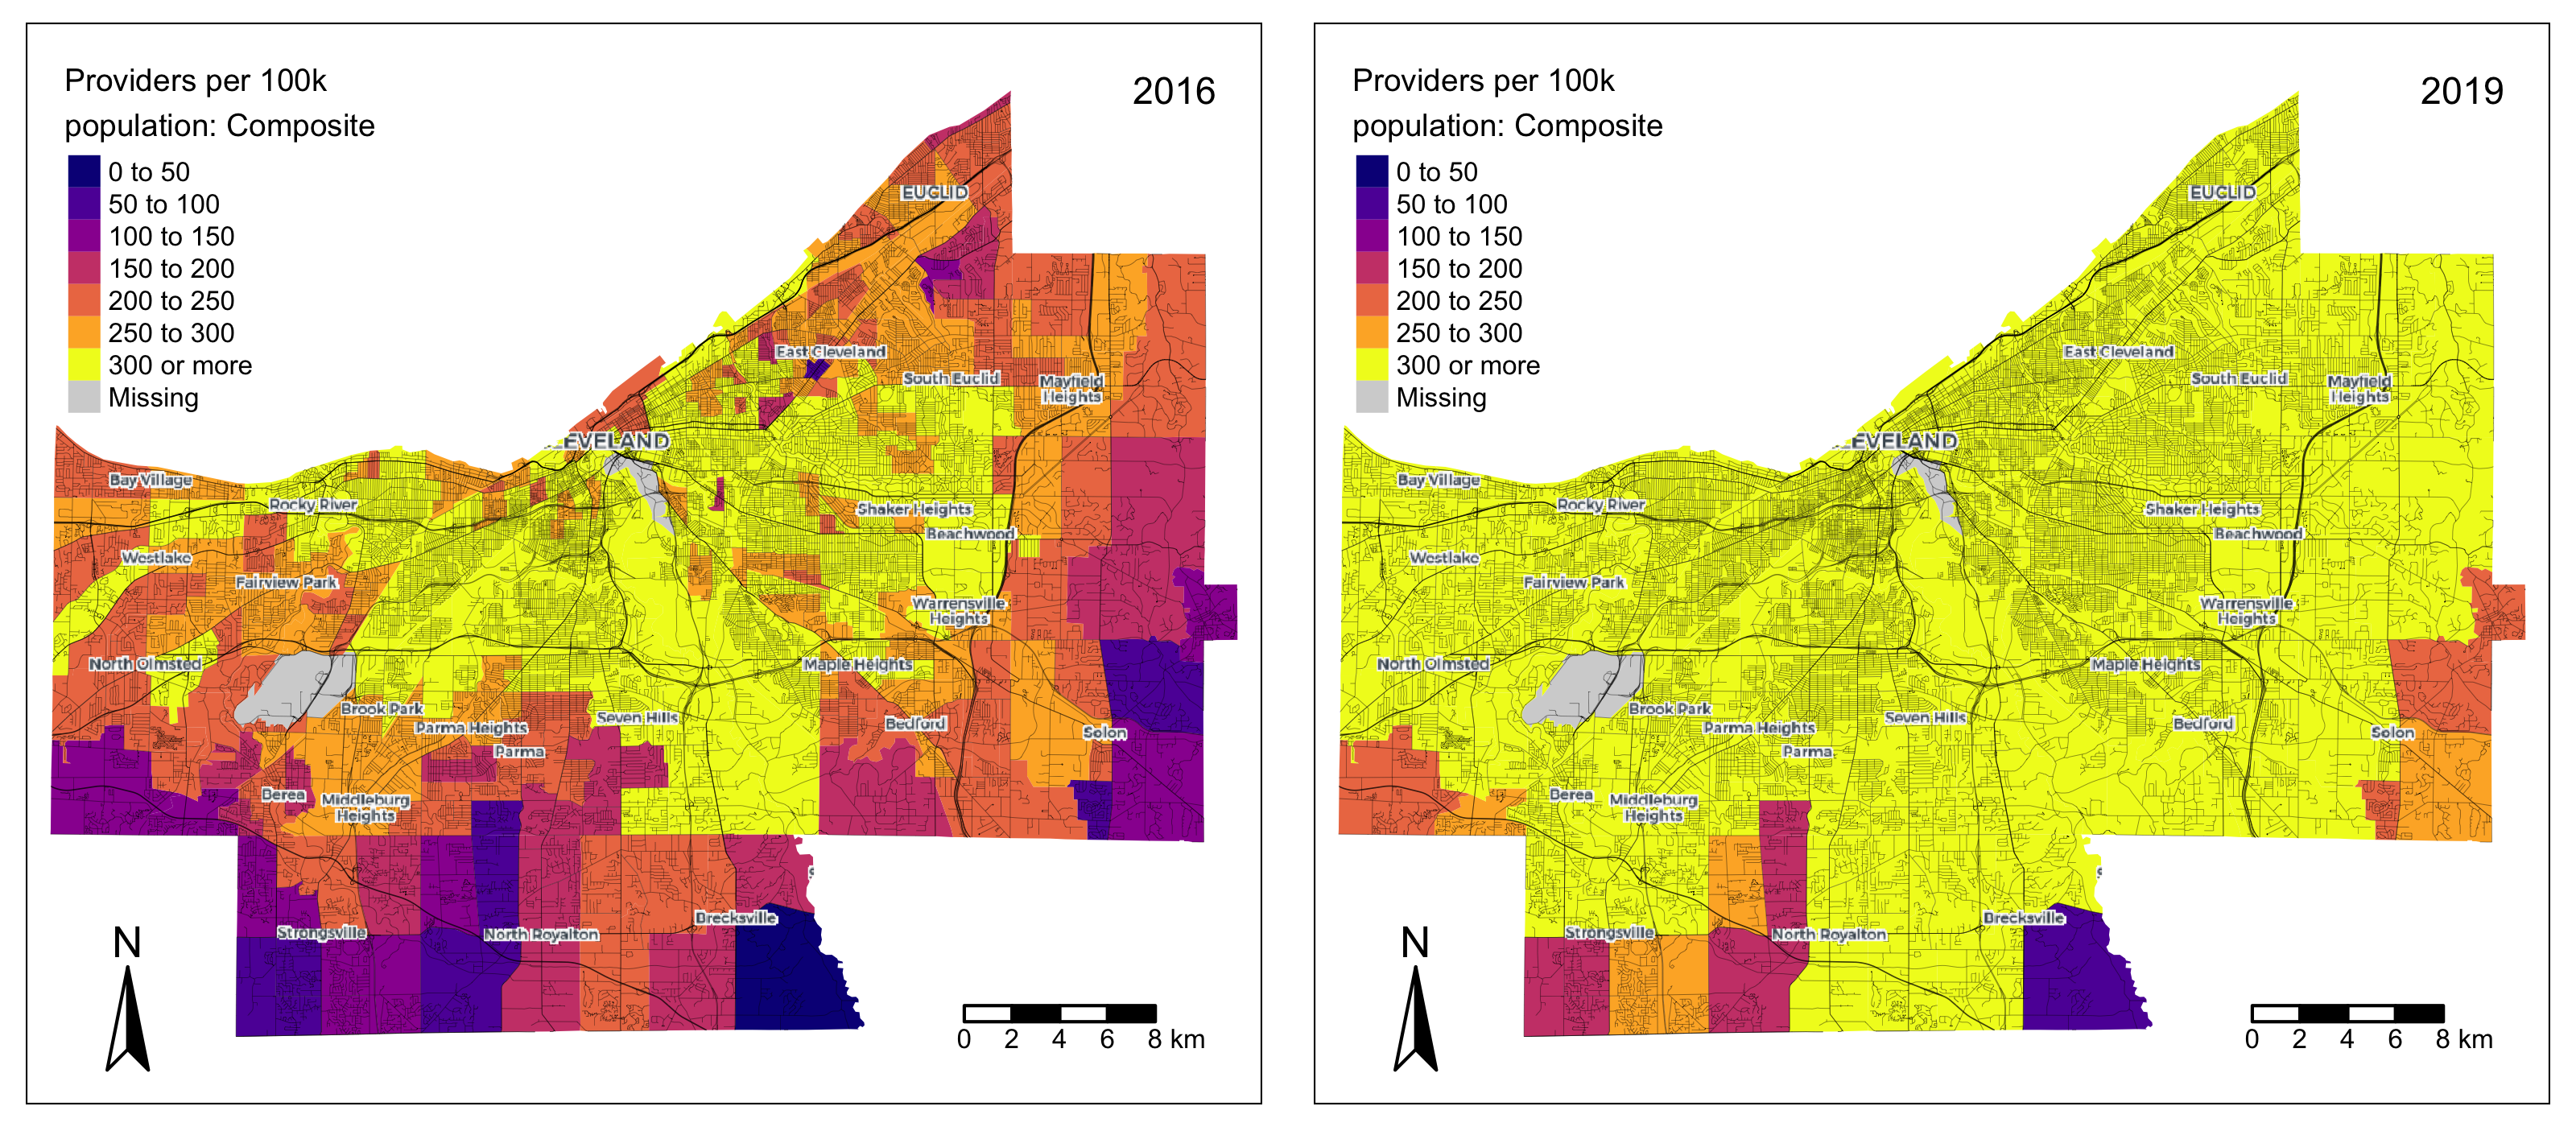 Providers per 100k
population: Composite
2016
0 to 50
50 to 100
100 to 150
150 to 200
200 to 250
250 to 300
300 or more
Missing
EUCLID
East Cleveland
South Euclid
Mayfield
Heights
EVELAND
Bay Village
Rocky River
Shaker Heights
Beachwood
Westlake
Fairview Park
Warrensville
Heights
North Olmsted
Maple Heights
Brook Park
Seven Hills
Parma Heights
Bedford
Solon
Parma
Berea
Middleburg
Heights
Brecksville
Strongsville
North Royalton
N
0 2 4 6 8 km
Providers per 100k
population: Composite
2019
0 to 50
50 to 100
100 to 150
150 to 200
200 to 250
250 to 300
300 or more
Missing
EUCLID
East Cleveland
South Euclid
Mayfield
Heights
EVELAND
Bay Village
Rocky River
Shaker Heights
Beachwood
Westlake
Fairview Park
Warrensville
Heights
North Olmsted
Maple Heights
Brook Park
Seven Hills
Parma Heights
Bedford
Solon
Parma
Berea
Middleburg
Heights
Brecksville
Strongsville
North Royalton
N
0 2 4 6 8 km